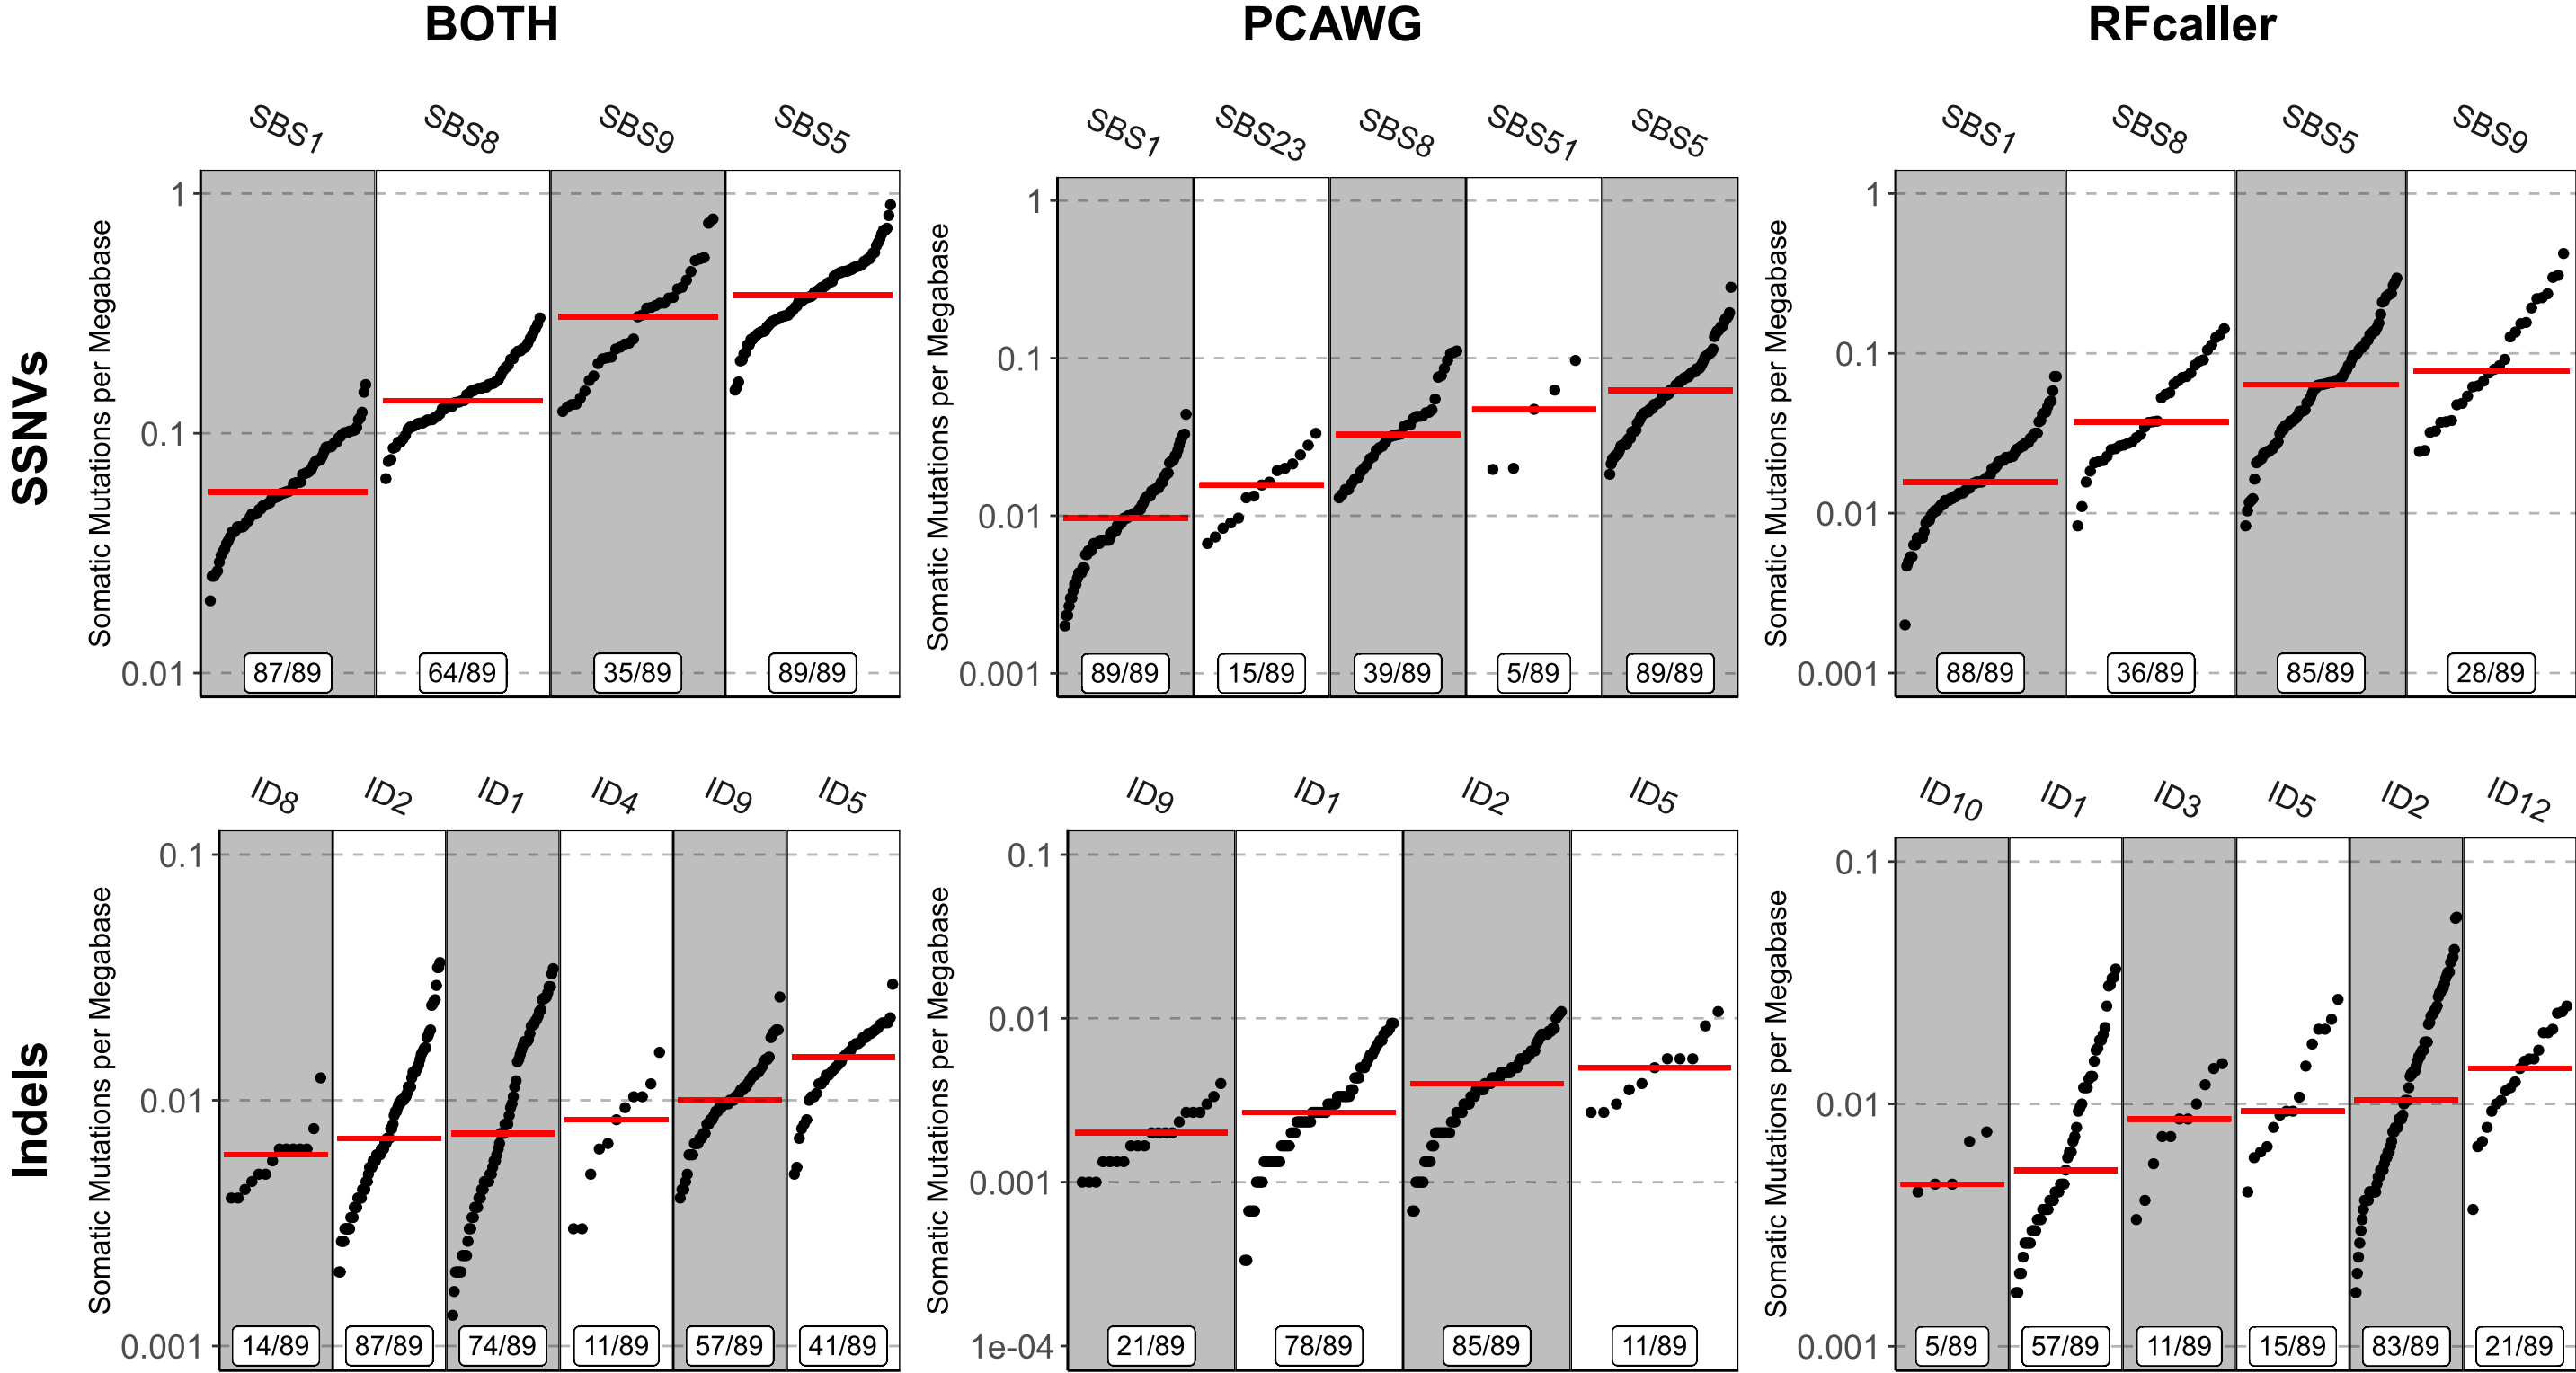 BOTH
PCAWG
RFcaller
SSNVs
Somatic Mutations per Megabase
SBS1 SBS8 SBS9 SBS5
1
0.1
0.01
87/89 64/89 35/89 89/89
Somatic Mutations per Megabase
SBS1 SBS23 SBS8 SBS51 SBS5
1
0.1
0.01
0.001
89/89 15/89 39/89 5/89 89/89
Somatic Mutations per Megabase
SBS1 SBS8 SBS5 SBS9
1
0.1
0.01
0.001
88/89 36/89 85/89 28/89
Indels
Somatic Mutations per Megabase
ID8 ID2 ID1 ID4 ID9 ID5
0.1
0.01
0.001
14/89 87/89 74/89 11/89 57/89 41/89
Somatic Mutations per Megabase
ID9 ID1 ID2 ID5
0.1
0.01
0.001
1e-04
21/89 78/89 85/89 11/89
Somatic Mutations per Megabase
ID10 ID1 ID3 ID5 ID2 ID12
0.1
0.01
0.001
5/89 57/89 11/89 15/89 83/89 21/89